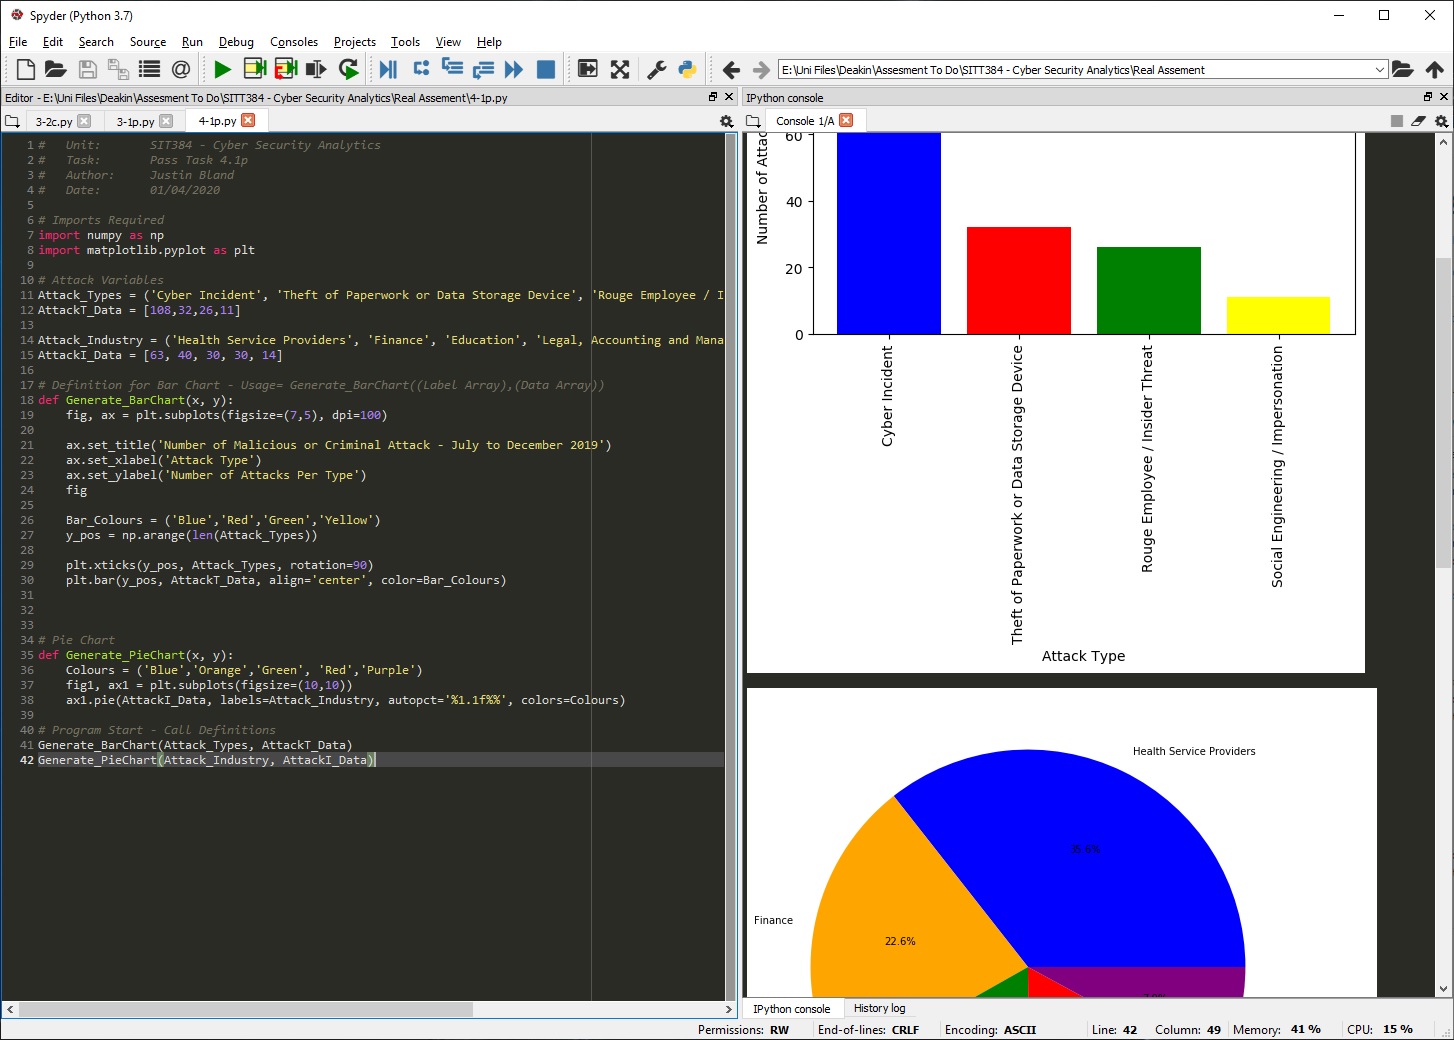 Spyder (Python 3.7)
File Edit Search Source Run Debug Consoles Projects Tools View Help
E:\Uni Files\Deakin\Assesment To Do\SITT384 - Cyber Security Analytics\Real Assement
Editor - E:\Uni Files\Deakin\Assesment To Do\SITT384 - Cyber Security Analytics\Real Assement\4-1p.py
3-2c.py 3-1p.py 4-1p.py
1 # Unit: SIT384 - Cyber Security Analytics
2 # Task: Pass Task 4.1p
3 # Author: Justin Bland
4 # Date: 01/04/2020
5
6 # Imports Required
7 import numpy as np
8 import matplotlib.pyplot as plt
9
10 # Attack Variables
11 Attack_Types = ('Cyber Incident', 'Theft of Paperwork or Data Storage Device', 'Rouge Employee / I
12 AttackT_Data = [108,32,26,11]
13
14 Attack_Industry = ('Health Service Providers', 'Finance', 'Education', 'Legal, Accounting and Mana
15 AttackI_Data = [63, 40, 30, 30, 14]
16
17 # Definition for Bar Chart - Usage= Generate_BarChart((Label Array),(Data Array))
18 def Generate_BarChart(x, y):
19 fig, ax = plt.subplots(figsize=(7,5), dpi=100)
20
21 ax.set_title('Number of Malicious or Criminal Attack - July to December 2019')
22 ax.set_xlabel('Attack Type')
23 ax.set_ylabel('Number of Attacks Per Type')
24 fig
25
26 Bar_Colours = ('Blue','Red','Green','Yellow')
27 y_pos = np.arange(len(Attack_Types))
28
29 plt.xticks(y_pos, Attack_Types, rotation=90)
30 plt.bar(y_pos, AttackT_Data, align='center', color=Bar_Colours)
31
32
33
34 # Pie Chart
35 def Generate_PieChart(x, y):
36 Colours = ('Blue','Orange','Green', 'Red','Purple')
37 fig1, ax1 = plt.subplots(figsize=(10,10))
38 ax1.pie(AttackI_Data, labels=Attack_Industry, autopct='%1.1f%%', colors=Colours)
39
40 # Program Start - Call Definitions
41 Generate_BarChart(Attack_Types, AttackT_Data)
42 Generate_PieChart(Attack_Industry, AttackI_Data)
IPython console
Console 1/A
Number of Attac
60
40
20
0
Cyber Incident
Theft of Paperwork or Data Storage Device
Rouge Employee / Insider Threat
Social Engineering / Impersonation
Attack Type
Health Service Providers
35.6%
Finance
22.6%
IPython console History log
Permissions: RW End-of-lines: CRLF Encoding: ASCII Line: 42 Column: 49 Memory: 41 % CPU: 15 %